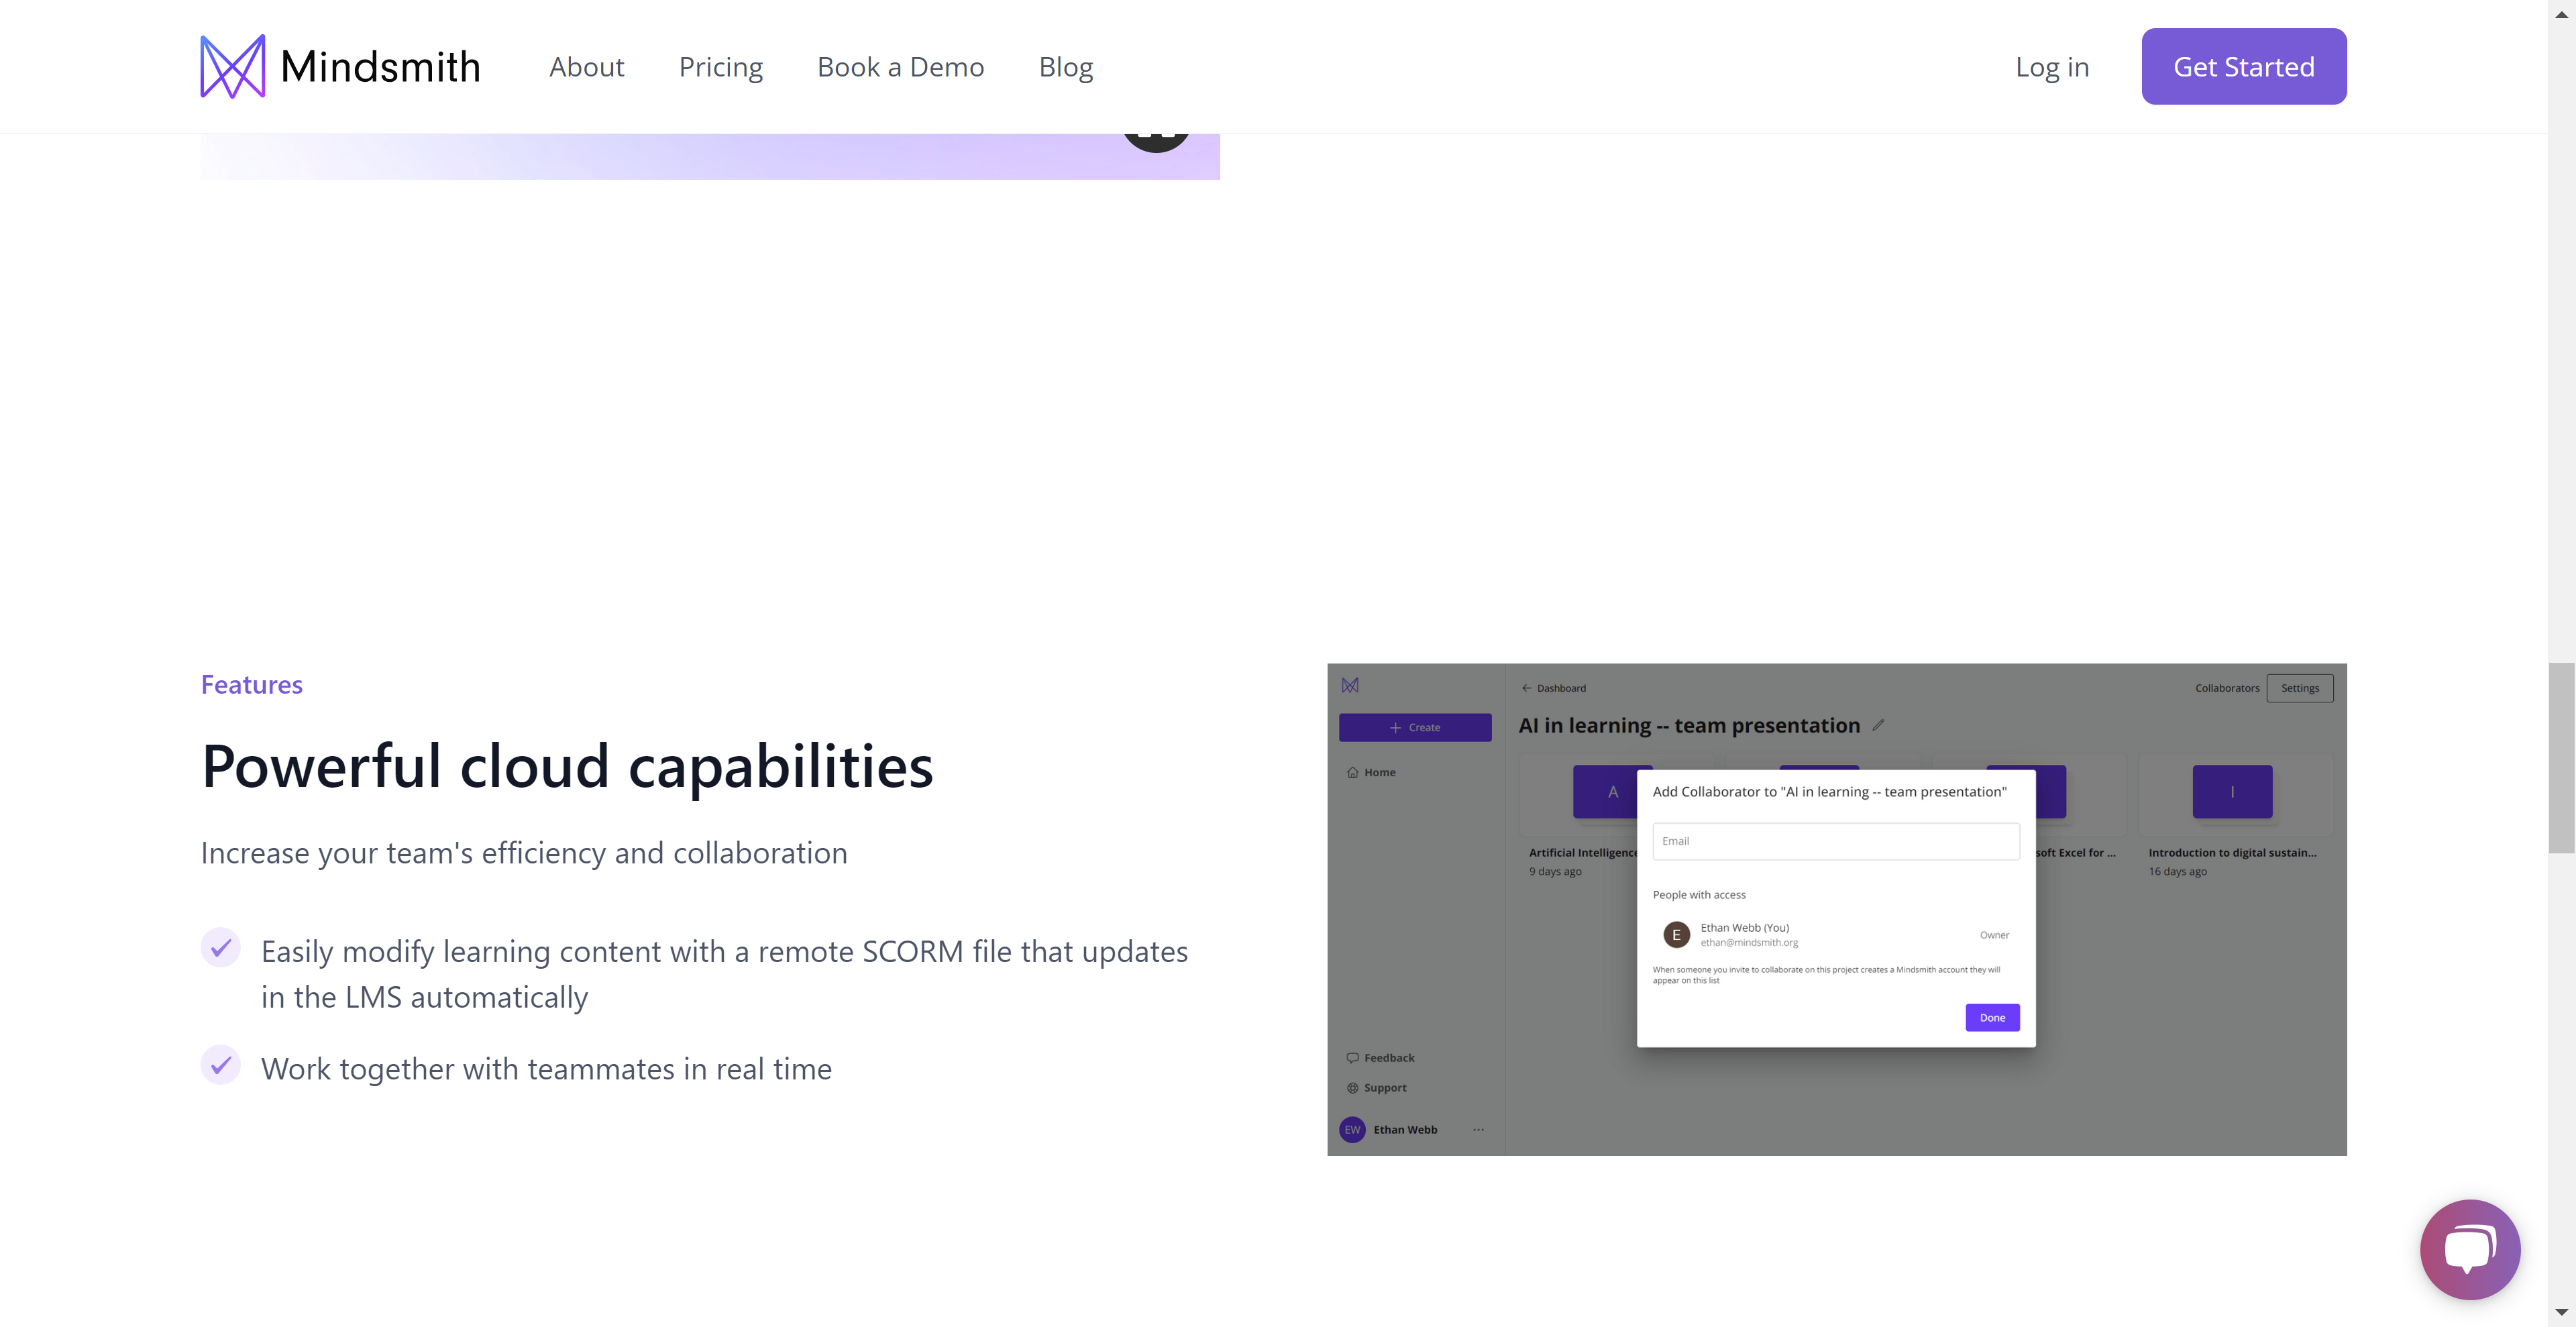 Mindsmith
About
Pricing
Book a Demo
Blog
Log in
Get Started
Features
Powerful cloud capabilities
Increase your team's efficiency and collaboration
Easily modify learning content with a remote SCORM file that updates
in the LMS automatically
Work together with teammates in real time
Dashboard
Collaborators
Settings
Create
AI in learning -- team presentation
Home
A
I
Artificial Intelligence
9 days ago
soft Excel for ...
Introduction to digital sustain...
16 days ago
Add Collaborator to "AI in learning -- team presentation"
Email
People with access
E
Ethan Webb (You)
ethan@mindsmith.org
Owner
When someone you invite to collaborate on this project creates a Mindsmith account they will
appear on this list
Done
Feedback
Support
EW
Ethan Webb